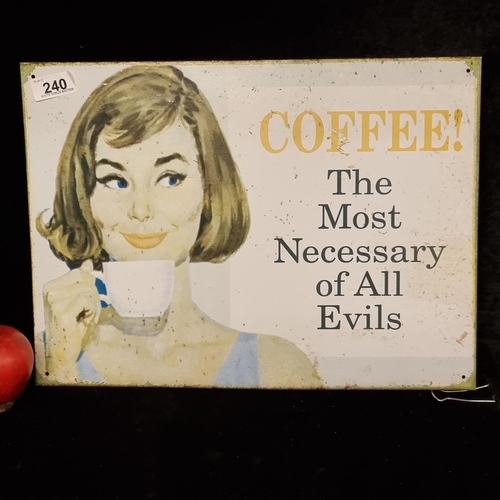 240
COFFEE!
The
Most
Necessary
of All
Evils